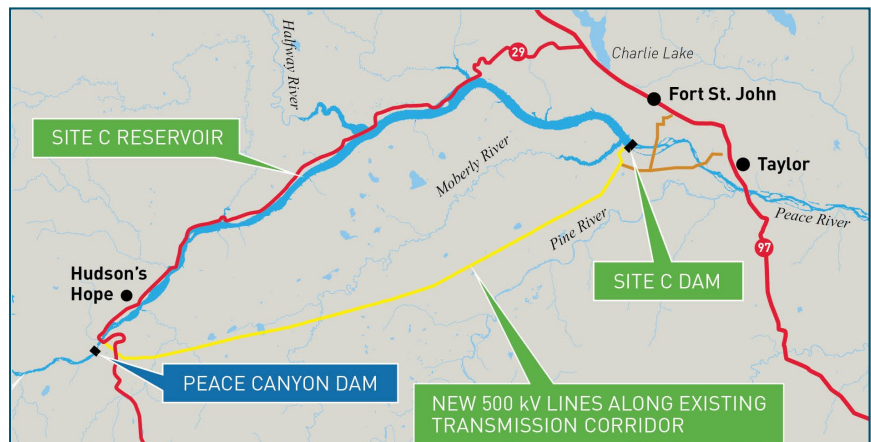 Halfway River
29
Charlie Lake
Fort St. John
SITE C RESERVOIR
Moberly River
Taylor
Pine River
Peace River
97
Hudson's
Hope
SITE C DAM
PEACE CANYON DAM
NEW 500 kV LINES ALONG EXISTING
TRANSMISSION CORRIDOR